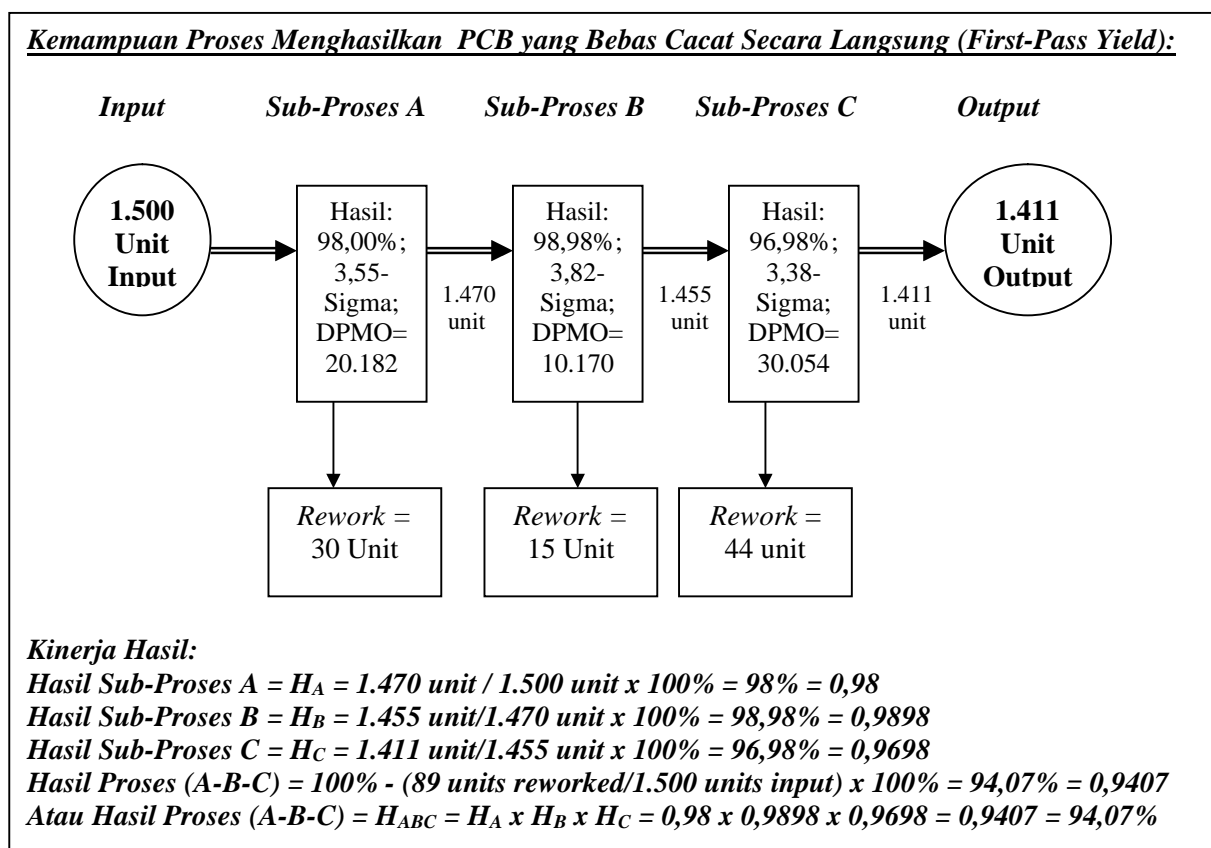 Kemampuan Proses Menghasilkan PCB yang Bebas Cacat Secara Langsung (First-Pass Yield):
Input Sub-Proses A Sub-Proses B Sub-Proses C Output
1.500
Unit
Input
Hasil:
98,00%;
3,55-
Sigma;
DPMO=
20.182
1.470
unit
Hasil:
98,98%;
3,82-
Sigma;
DPMO=
10.170
1.455
unit
Hasil:
96,98%;
3,38-
Sigma;
DPMO=
30.054
1.411
unit
1.411
Unit
Output
Rework =
30 Unit
Rework =
15 Unit
Rework =
44 unit
Kinerja Hasil:
Hasil Sub-Proses A = HA = 1.470 unit / 1.500 unit x 100% = 98% = 0,98
Hasil Sub-Proses B = HB = 1.455 unit/1.470 unit x 100% = 98,98% = 0,9898
Hasil Sub-Proses C = HC = 1.411 unit/1.455 unit x 100% = 96,98% = 0,9698
Hasil Proses (A-B-C) = 100% - (89 units reworked/1.500 units input) x 100% = 94,07% = 0,9407
Atau Hasil Proses (A-B-C) = HABC = HA x HB x HC = 0,98 x 0,9898 x 0,9698 = 0,9407 = 94,07%